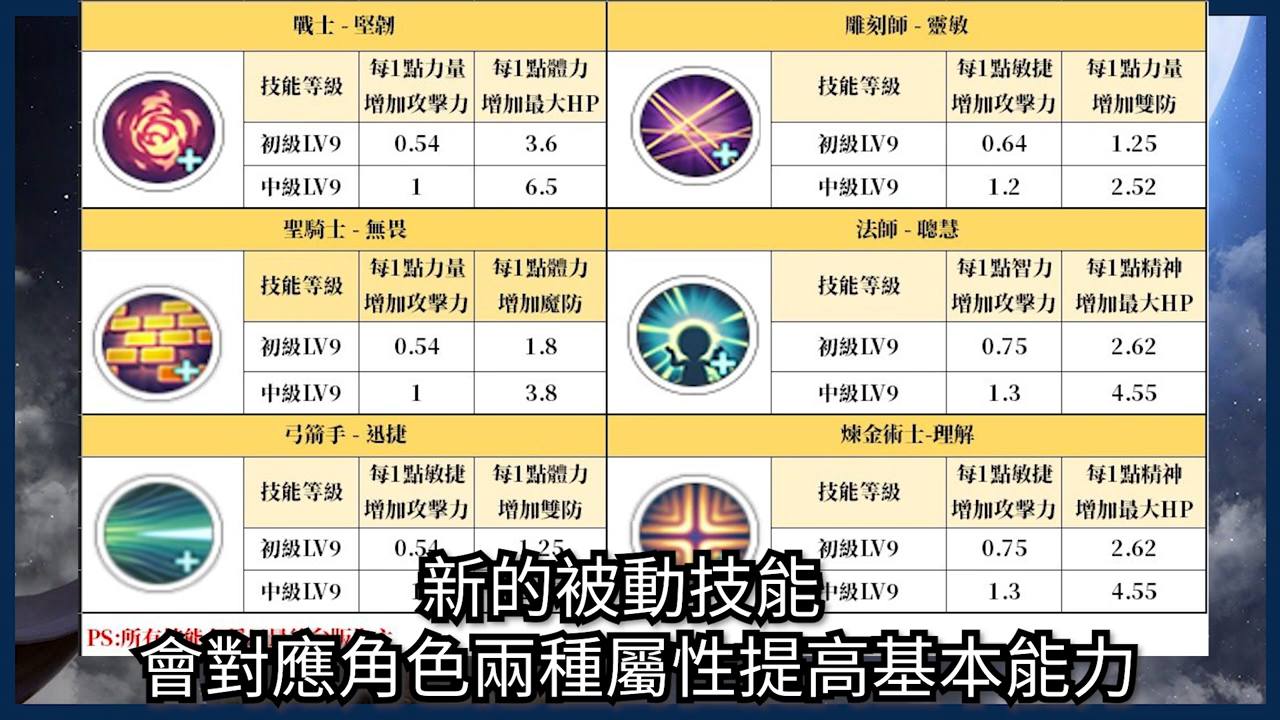 戰士 - 堅韌
技能等級 每1點力量增加攻擊力 每1點體力增加最大HP
初級LV9 0.54 3.6
中級LV9 1 6.5
雕刻師 - 靈敏
技能等級 每1點敏捷增加攻擊力 每1點力量增加雙防
初級LV9 0.64 1.25
中級LV9 1.2 2.52
聖騎士 - 無畏
技能等級 每1點力量增加攻擊力 每1點體力增加魔防
初級LV9 0.54 1.8
中級LV9 1 3.8
法師 - 聰慧
技能等級 每1點智力增加攻擊力 每1點精神增加最大HP
初級LV9 0.75 2.62
中級LV9 1.3 4.55
弓箭手 - 迅捷
技能等級 每1點敏捷增加攻擊力 每1點體力增加雙防
初級LV9 0.54 1.25
中級LV9
煉金術士-理解
技能等級 每1點敏捷增加攻擊力 每1點精神增加最大HP
初級LV9 0.75 2.62
中級LV9 1.3 4.55
PS:所有
新的被動技能
會對應角色兩種屬性提高基本能力